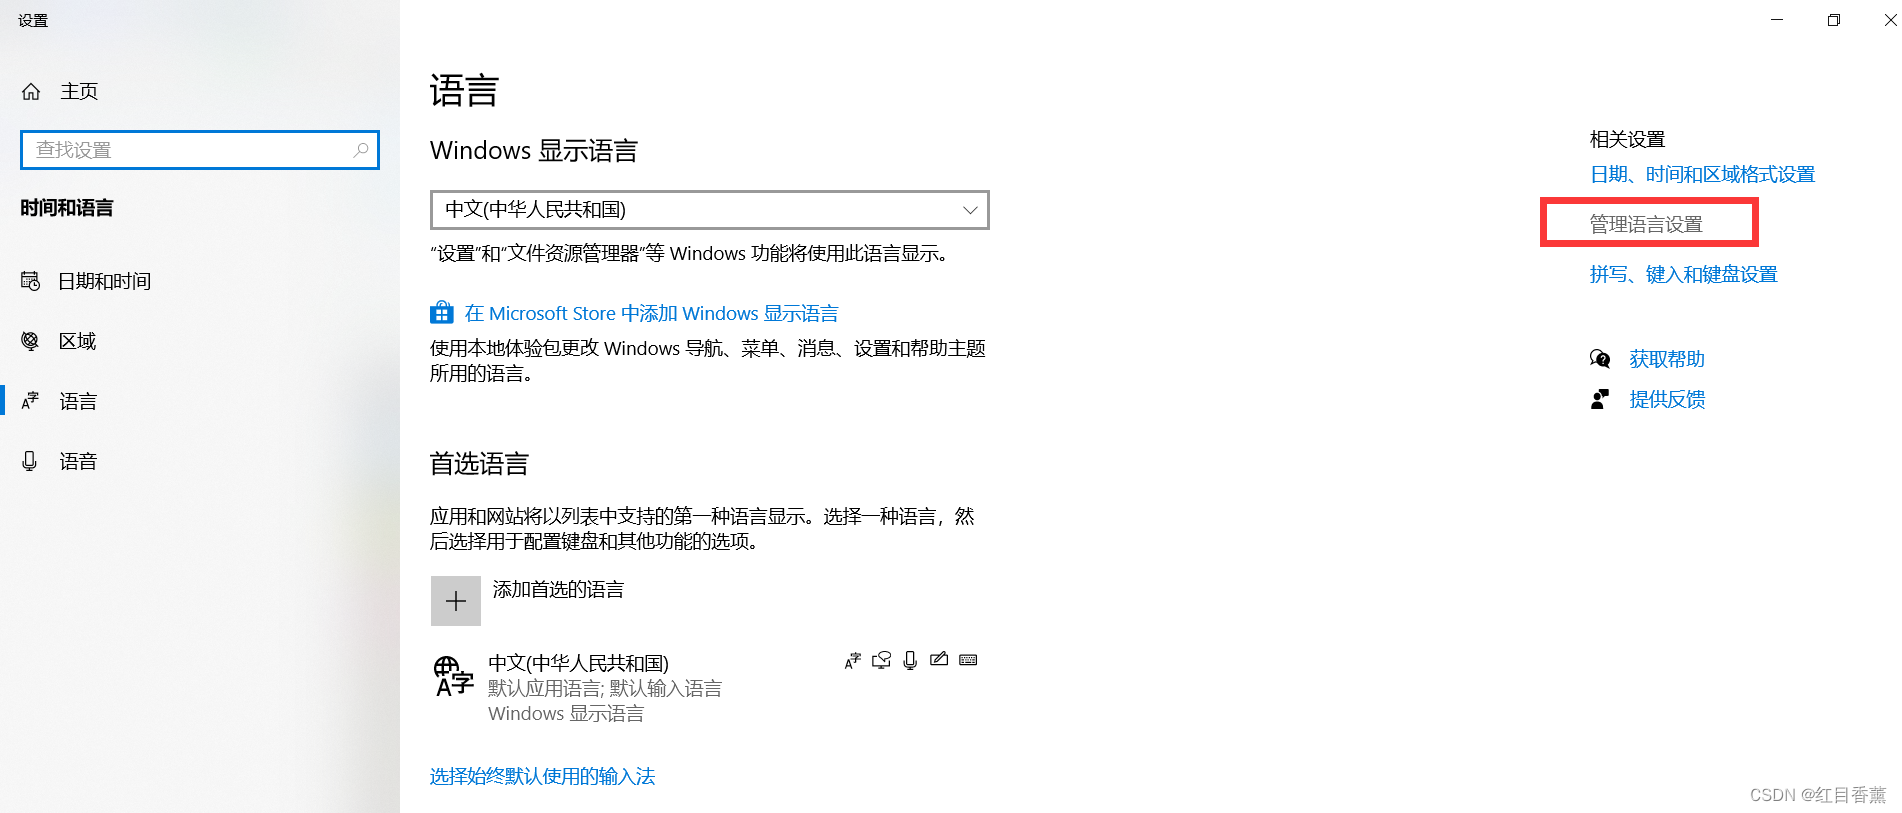 设置
主页
查找设置
时间和语言
日期和时间
区域
语言
语音
语言
Windows 显示语言
中文(中华人民共和国)
“设置”和“文件资源管理器”等 Windows 功能将使用此语言显示。
在 Microsoft Store 中添加 Windows 显示语言
使用本地体验包更改 Windows 导航、菜单、消息、设置和帮助主题
所用的语言。
首选语言
应用和网站将以列表中支持的第一种语言显示。选择一种语言，然
后选择用于配置键盘和其他功能的选项。
添加首选的语言
中文(中华人民共和国)
默认应用语言; 默认输入语言
Windows 显示语言
选择始终默认使用的输入法
相关设置
日期、时间和区域格式设置
管理语言设置
拼写、键入和键盘设置
获取帮助
提供反馈
CSDN @红目香薰